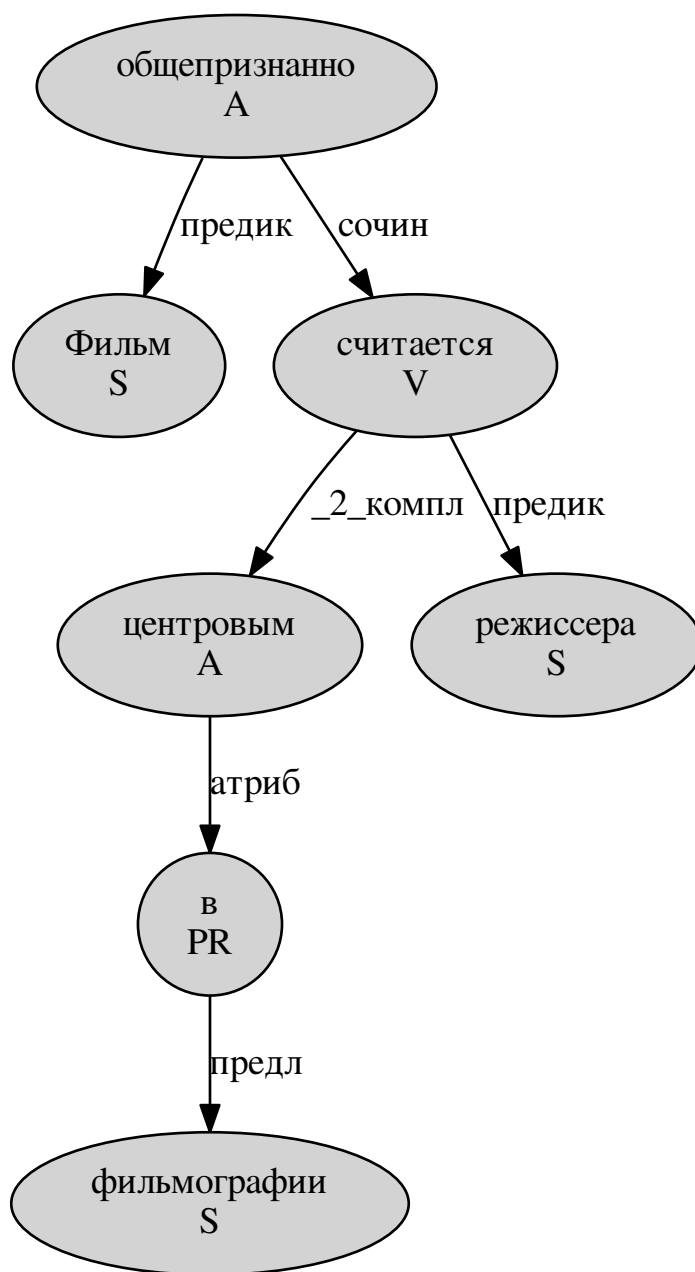 общепризнанно
A
предик
сочин
Фильм
S
считается
V
_2_компл
предик
центровым
A
режиссера
S
атриб
в
PR
предл
фильмографии
S